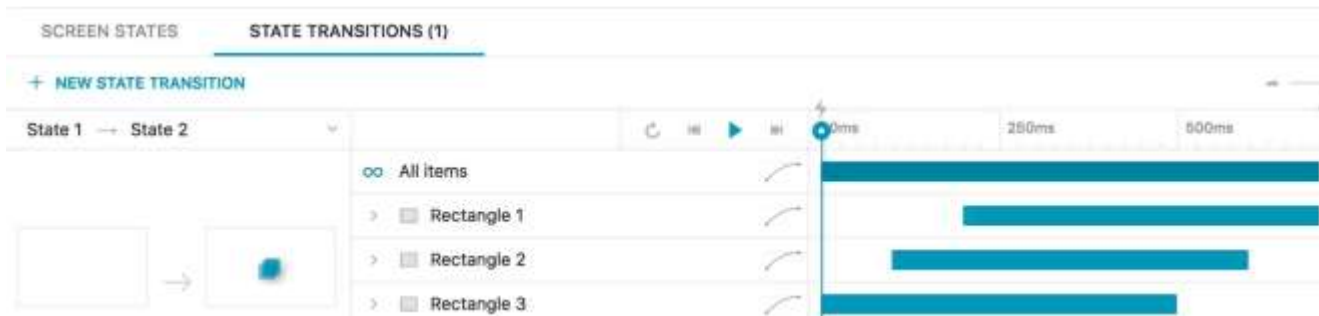 SCREEN STATES STATE TRANSITIONS (1)
+ NEW STATE TRANSITION
State 1 → State 2 0ms 250ms 500ms
All items
Rectangle 1
Rectangle 2
Rectangle 3